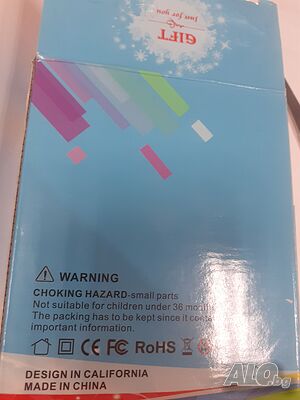 GIFT
Just for you
WARNING
CHOKING HAZARD-small parts
Not suitable for children under 36
The packing has to be kept since it
important information.
CE FC RoHS
DESIGN IN CALIFORNIA
MADE IN CHINA
ALO.bg